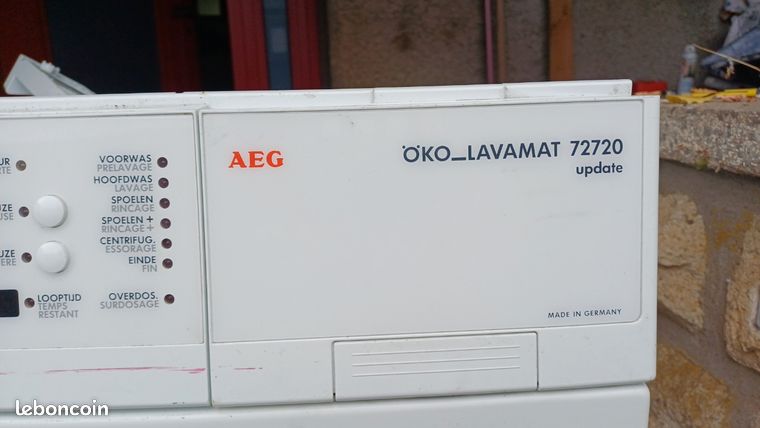 AEG
ÖKO_LAVAMAT 72720
update
VOORWAS
PRELAVAGE
HOOFDWAS
LAVAGE
SPOELEN
RINCAGE
SPOELEN +
RINCAGE +
CENTRIFUG.
ESSORAGE
EINDE
FIN
LOOPTIJD
TEMPS
RESTANT
OVERDOS.
SURDOSAGE
MADE IN GERMANY
leboncoin